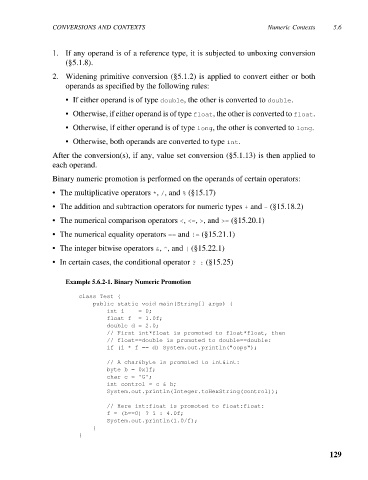 CONVERSIONS AND CONTEXTS Numeric Contexts 5.6
1. If any operand is of a reference type, it is subjected to unboxing conversion
(§5.1.8).
2. Widening primitive conversion (§5.1.2) is applied to convert either or both
operands as specified by the following rules:
• If either operand is of type double, the other is converted to double.
• Otherwise, if either operand is of type float, the other is converted to float.
• Otherwise, if either operand is of type long, the other is converted to long.
• Otherwise, both operands are converted to type int.
After the conversion(s), if any, value set conversion (§5.1.13) is then applied to
each operand.
Binary numeric promotion is performed on the operands of certain operators:
• The multiplicative operators *, /, and % (§15.17)
• The addition and subtraction operators for numeric types + and - (§15.18.2)
• The numerical comparison operators <, <=, >, and >= (§15.20.1)
• The numerical equality operators == and != (§15.21.1)
• The integer bitwise operators &, ^, and | (§15.22.1)
• In certain cases, the conditional operator ? : (§15.25)
Example 5.6.2-1. Binary Numeric Promotion
class Test {
public static void main(String[] args) {
int i = 0;
float f = 1.0f;
double d = 2.0;
// First int*float is promoted to float*float, then
// float==double is promoted to double==double:
if (i * f == d) System.out.println("oops");
// A char&byte is promoted to int&int:
byte b = 0x1f;
char c = 'G';
int control = c & b;
System.out.println(Integer.toHexString(control));
// Here int:float is promoted to float:float:
f = (b==0) ? i : 4.0f;
System.out.println(1.0/f);
}
}
129